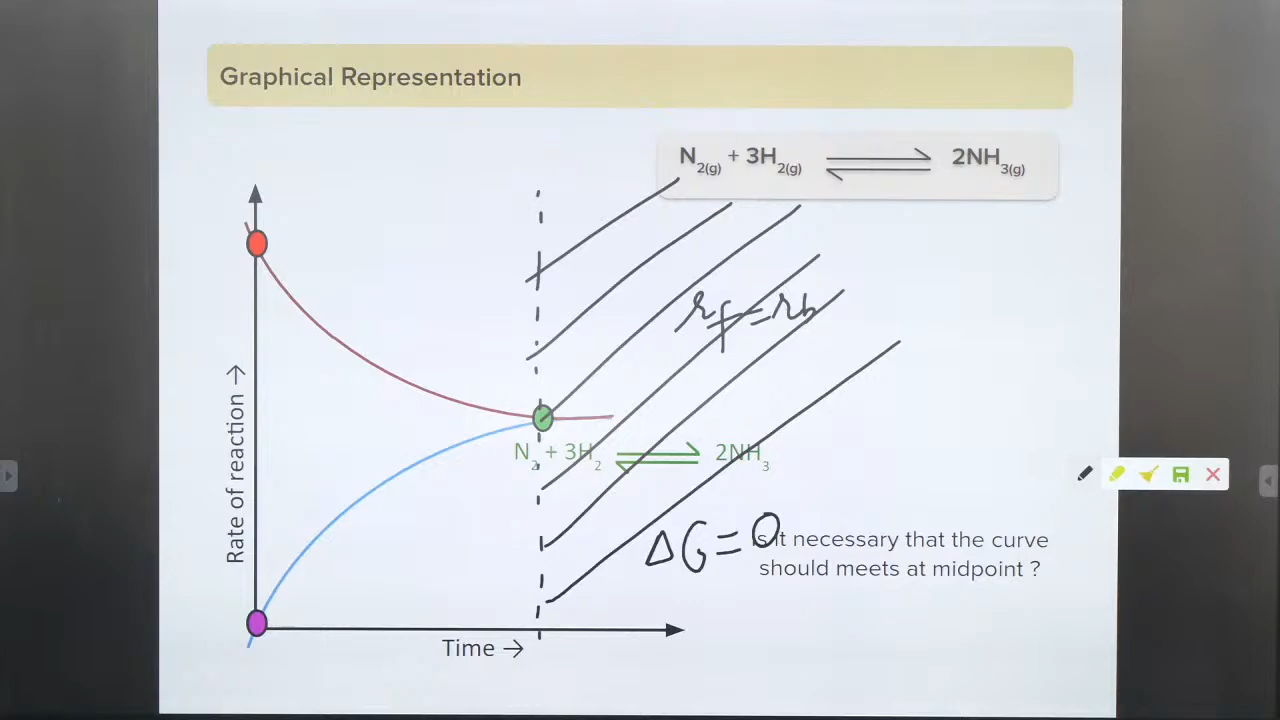 Graphical Representation
N2(g) + 3H2(g) ⇌ 2NH3(g)
rf = rb
Rate of reaction →
N2 + 3H2 ⇌ 2NH3
ΔG = 0
Is it necessary that the curve
should meets at midpoint ?
Time →